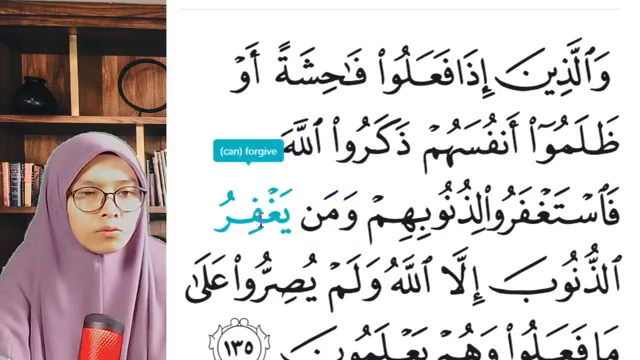 وَٱلَّذِينَ إِذَا فَعَلُوا۟ فَـٰحِشَةً أَوْ
ظَلَمُوٓا۟ أَنفُسَهُمْ ذَكَرُوا۟ ٱللَّهَ
(can) forgive
فَٱسْتَغْفَرُوا۟ لِذُنُوبِهِمْ وَمَن يَغْفِرُ
ٱلذُّنُوبَ إِلَّا ٱللَّهُ وَلَمْ يُصِرُّوا۟ عَلَىٰ
مَا فَعَلُوا۟ وَهُمْ يَعْلَمُونَ ١٣٥